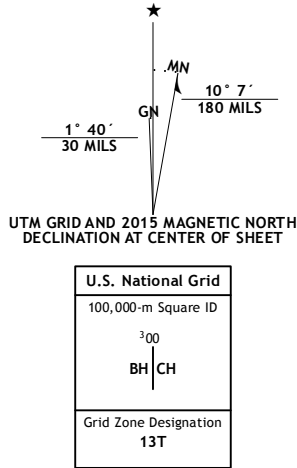 ★
MN
GN
10° 7´
180 MILS
1° 40´
30 MILS
UTM GRID AND 2015 MAGNETIC NORTH
DECLINATION AT CENTER OF SHEET
U.S. National Grid
100,000-m Square ID
³00
BH CH
Grid Zone Designation
13T